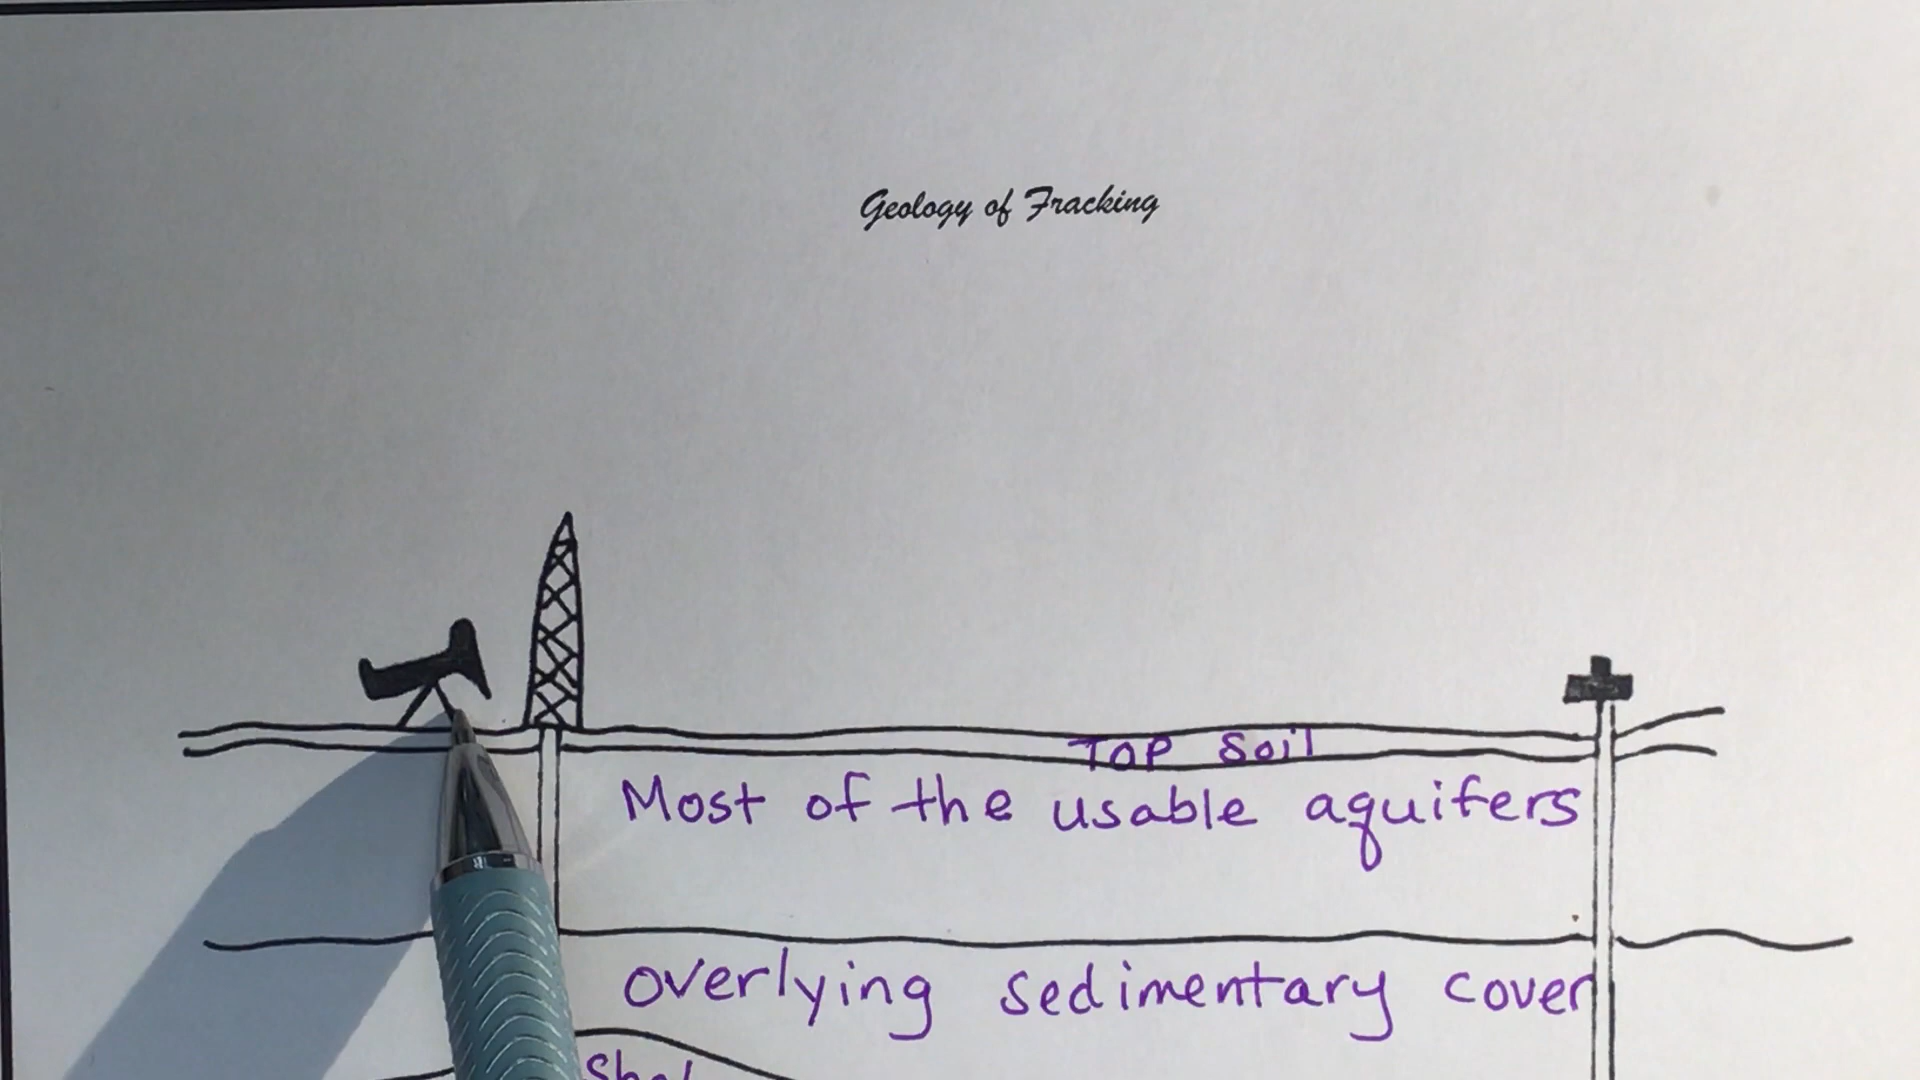 Geology of Fracking
TOP Soil
Most of the usable aquifers
overlying sedimentary cover